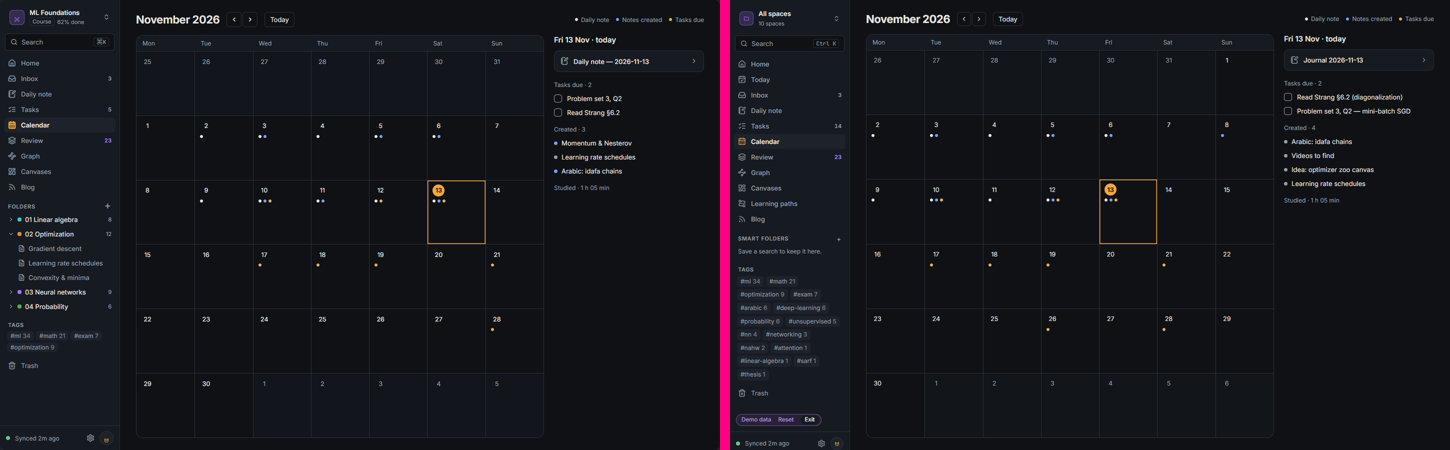 ML Foundations
Course 62% done
Search ⌘K
Home
Inbox 3
Daily note
Tasks 5
Calendar
Review 23
Graph
Canvases
Blog
FOLDERS +
01 Linear algebra 8
02 Optimization 12
Gradient descent
Learning rate schedules
Convexity & minima
03 Neural networks 9
04 Probability 6
TAGS
#ml 34 #math 21 #exam 7
#optimization 9
Trash
Synced 2m ago
November 2026 Today
Daily note Notes created Tasks due
Mon Tue Wed Thu Fri Sat Sun
25 26 27 28 29 30 31
1 2 3 4 5 6 7
8 9 10 11 12 13 14
15 16 17 18 19 20 21
22 23 24 25 26 27 28
29 30 1 2 3 4 5
Fri 13 Nov · today
Daily note — 2026-11-13
Tasks due · 2
Problem set 3, Q2
Read Strang §6.2
Created · 3
Momentum & Nesterov
Learning rate schedules
Arabic: idafa chains
Studied · 1 h 05 min
All spaces
10 spaces
Search Ctrl K
Home
Today
Inbox 3
Daily note
Tasks 14
Calendar
Review 23
Graph
Canvases
Learning paths
Blog
SMART FOLDERS +
Save a search to keep it here.
TAGS
#ml 34 #math 21
#optimization 9 #exam 7
#arabic 6 #deep-learning 6
#probability 6 #unsupervised 5
#nn 4 #networking 3
#nahw 2 #attention 1
#linear-algebra 1 #sarf 1
#thesis 1
Trash
Demo data Reset Exit
Synced 2m ago
November 2026 Today
Daily note Notes created Tasks due
Mon Tue Wed Thu Fri Sat Sun
26 27 28 29 30 31 1
2 3 4 5 6 7 8
9 10 11 12 13 14 15
16 17 18 19 20 21 22
23 24 25 26 27 28 29
30 1 2 3 4 5 6
Fri 13 Nov · today
Journal 2026-11-13
Tasks due · 2
Read Strang §6.2 (diagonalization)
Problem set 3, Q2 — mini-batch SGD
Created · 4
Arabic: idafa chains
Videos to find
Idea: optimizer zoo canvas
Learning rate schedules
Studied · 1 h 05 min